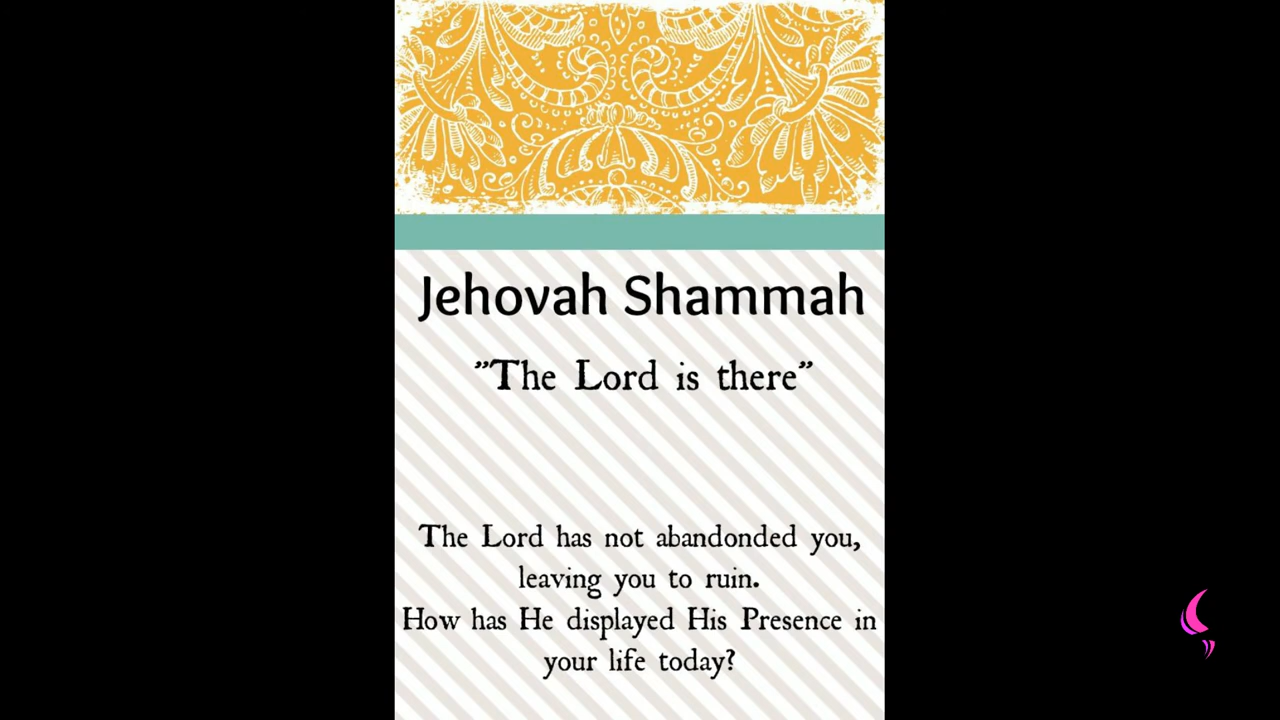 Jehovah Shammah
”The Lord is there”
The Lord has not abandonded you,
leaving you to ruin.
How has He displayed His Presence in
your life today?